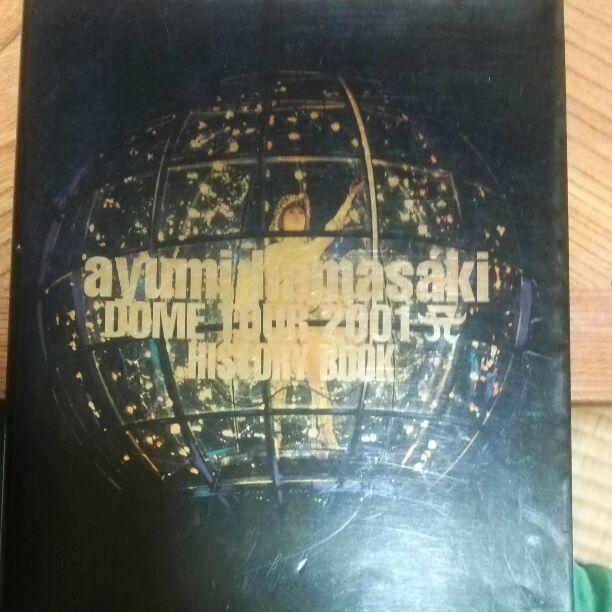 ayumi hamasaki
DOME TOUR 2001 A
HISTORY BOOK